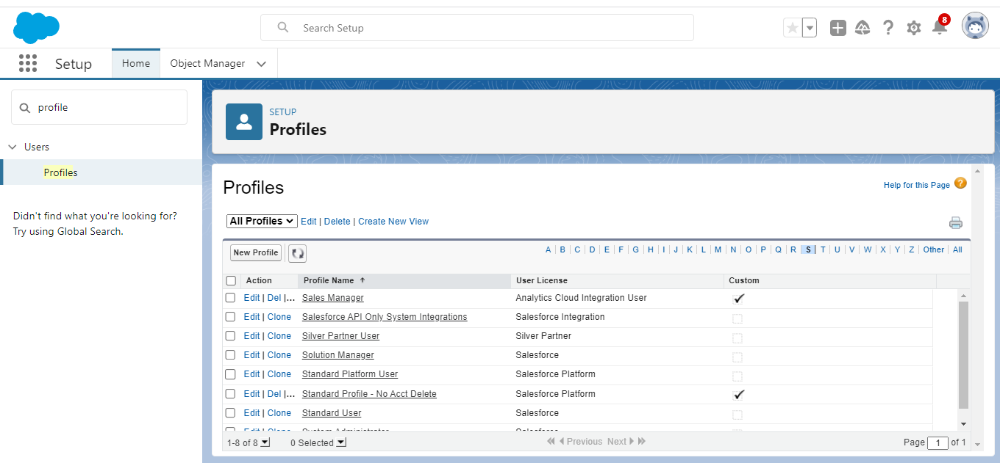 Search Setup
8
Setup Home Object Manager
profile
Users
Profiles
Didn't find what you're looking for?
Try using Global Search.
SETUP
Profiles
Profiles
Help for this Page ?
All Profiles Edit | Delete | Create New View
New Profile
A | B | C | D | E | F | G | H | I | J | K | L | M | N | O | P | Q | R | S | T | U | V | W | X | Y | Z | Other | All
Action Profile Name User License Custom
Edit | Del |... Sales Manager Analytics Cloud Integration User
Edit | Clone Salesforce API Only System Integrations Salesforce Integration
Edit | Clone Silver Partner User Silver Partner
Edit | Clone Solution Manager Salesforce
Edit | Clone Standard Platform User Salesforce Platform
Edit | Del |... Standard Profile - No Acct Delete Salesforce Platform
Edit | Clone Standard User Salesforce
Edit | Clone System Administrator Salesforce
1-8 of 8 0 Selected Previous Next Page 1 of 1